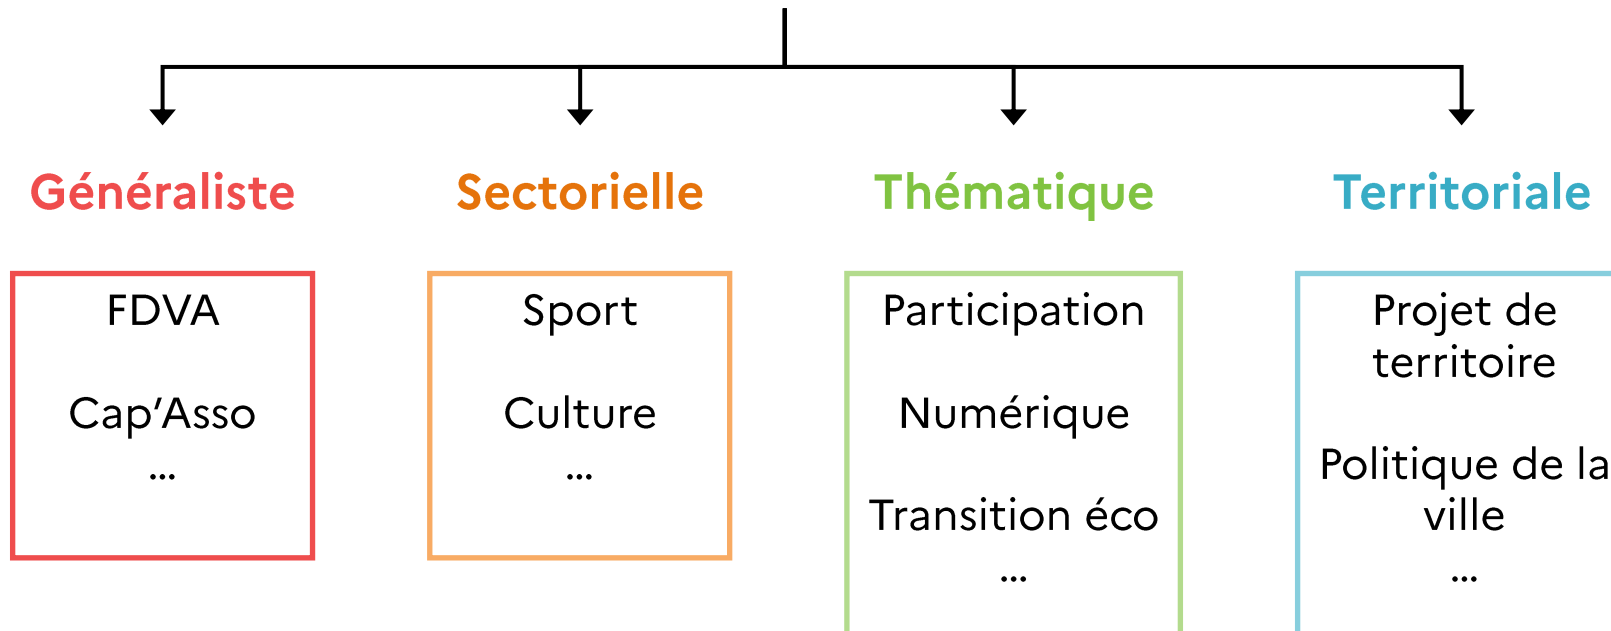 Généraliste
Sectorielle
Thématique
Territoriale
FDVA
Cap’Asso
...
Sport
Culture
...
Participation
Numérique
Transition éco
...
Projet de
territoire
Politique de la
ville
...